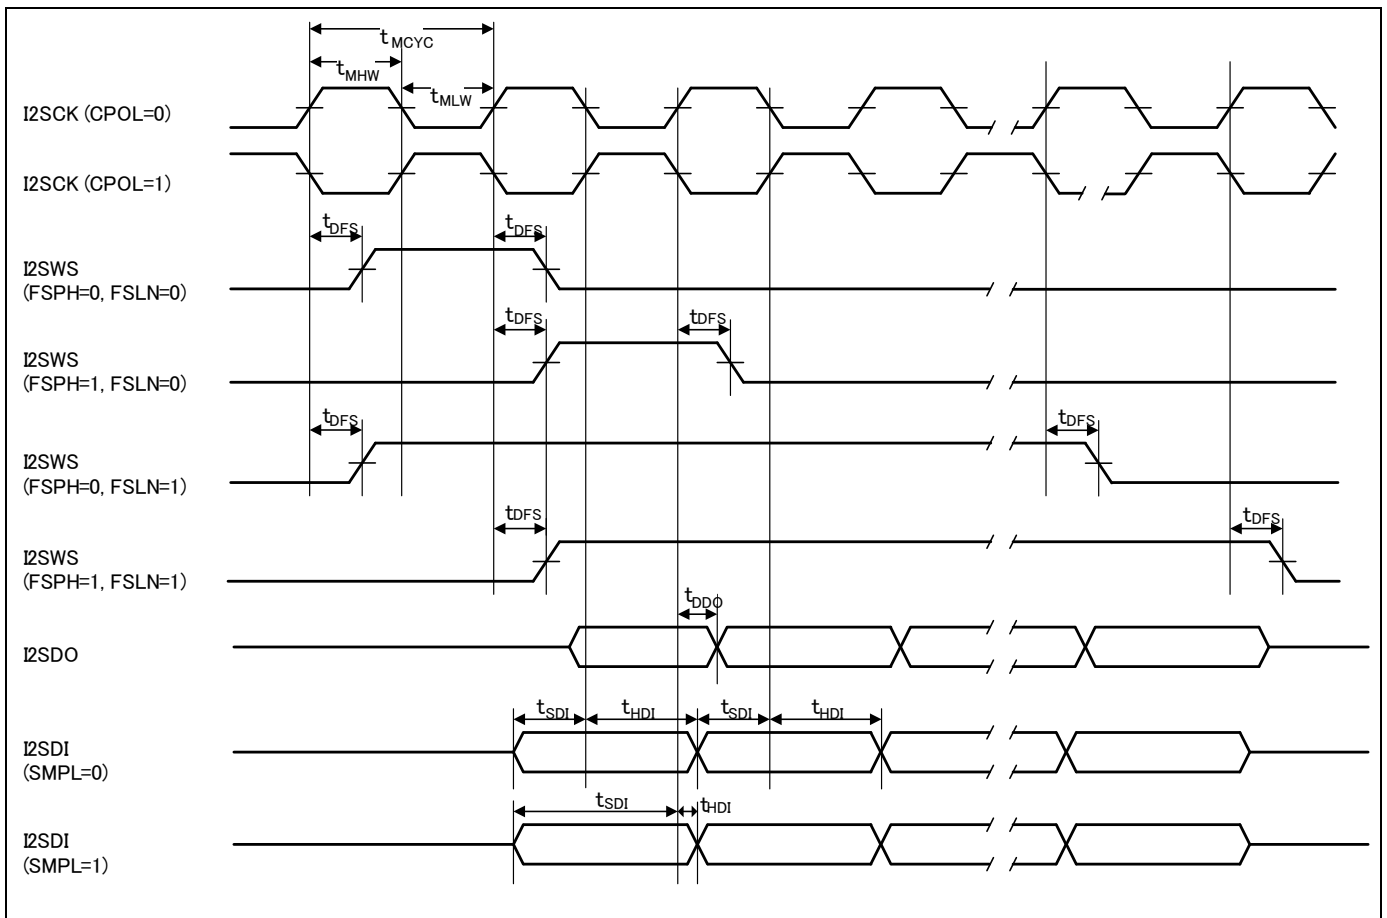 tMCYC
tMHW
tMLW
I2SCK (CPOL=0)
I2SCK (CPOL=1)
tDFS tDFS
I2SWS
(FSPH=0, FSLN=0)
tDFS tDFS
I2SWS
(FSPH=1, FSLN=0)
tDFS tDFS
I2SWS
(FSPH=0, FSLN=1)
tDFS tDFS
I2SWS
(FSPH=1, FSLN=1)
tDDO
I2SDO
tSDI tHDI tSDI tHDI
I2SDI
(SMPL=0)
tSDI tHDI
I2SDI
(SMPL=1)